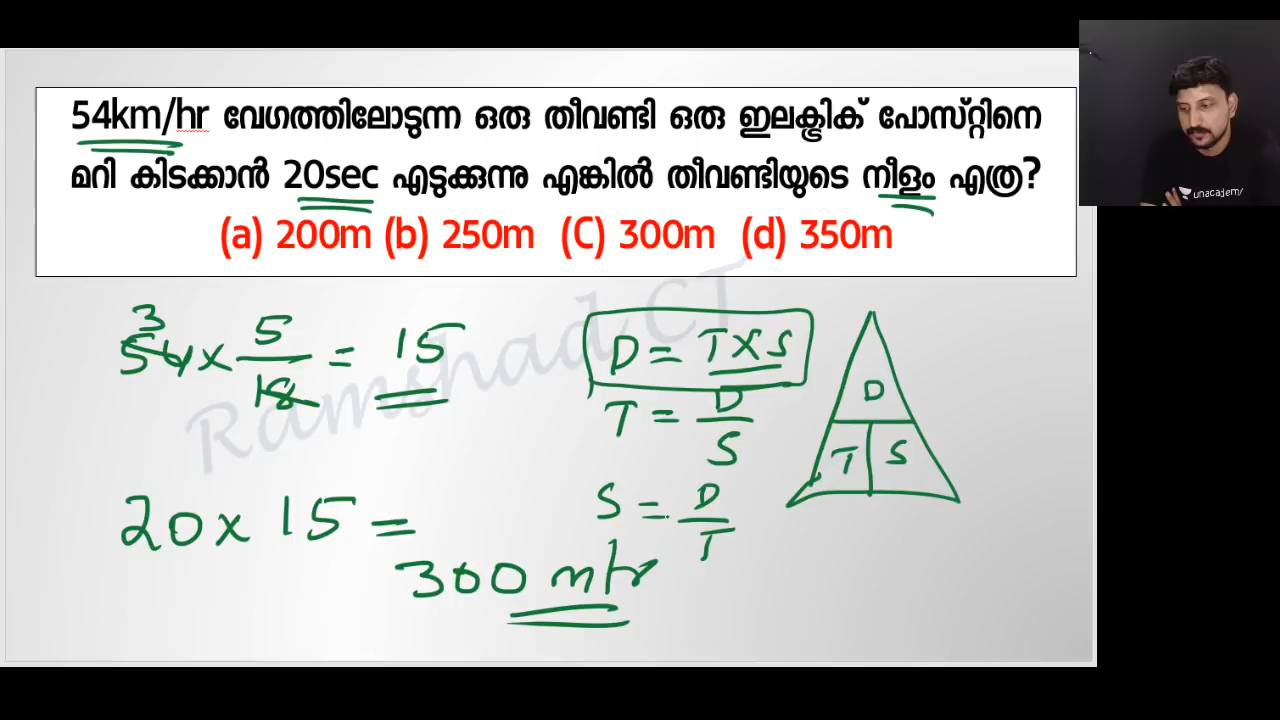 54km/hr വേഗത്തിലോടുന്ന ഒരു തീവണ്ടി ഒരു ഇലക്ട്രിക് പോസ്റ്റിനെ
മറി കിടക്കാൻ 20sec എടുക്കുന്നു എങ്കിൽ തീവണ്ടിയുടെ നീളം എത്ര?
(a) 200m (b) 250m (C) 300m (d) 350m
3
54 × 5/18 = 15
D = T × S
T = D/S
S = D/T
D
T S
20 × 15 =
300 mtr
Ramshad CT
unacademy